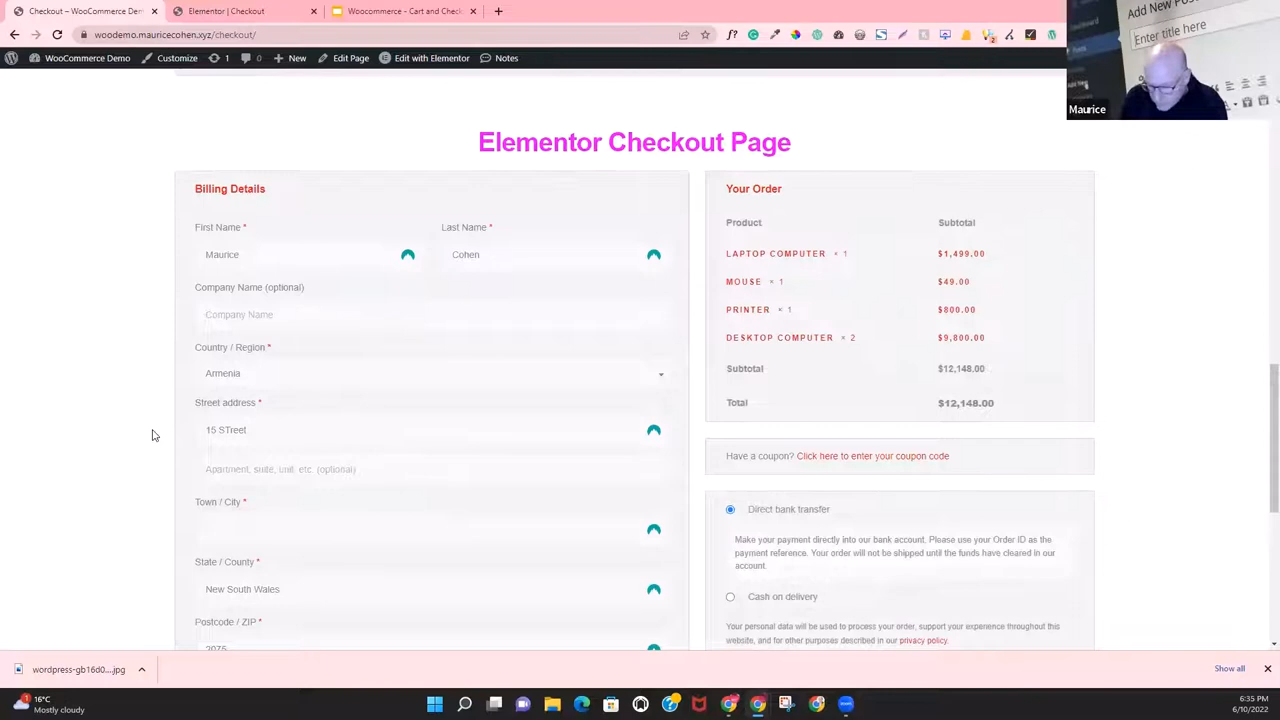 Checkout – WooCommerce Der
Elementor Checkout
Woocommerce - Cart and Check
woodemo.mauricecohen.xyz/checkout/
WooCommerce Demo
Customize
1
0
New
Edit Page
Edit with Elementor
Notes
Add New Pos
Enter title here
Maurice
Elementor Checkout Page
Billing Details
First Name *
Last Name *
Maurice
Cohen
Company Name (optional)
Company Name
Country / Region *
Armenia
Street address *
15 STreet
Apartment, suite, unit, etc. (optional)
Town / City *
State / County *
New South Wales
Postcode / ZIP *
2075
Your Order
Product Subtotal
LAPTOP COMPUTER × 1 $1,499.00
MOUSE × 1 $49.00
PRINTER × 1 $800.00
DESKTOP COMPUTER × 2 $9,800.00
Subtotal $12,148.00
Total $12,148.00
Have a coupon? Click here to enter your coupon code
Direct bank transfer
Make your payment directly into our bank account. Please use your Order ID as the
payment reference. Your order will not be shipped until the funds have cleared in our
account.
Cash on delivery
Your personal data will be used to process your order, support your experience throughout this
website, and for other purposes described in our privacy policy.
wordpress-gb16d0....jpg
Show all
16°C
Mostly cloudy
6:35 PM
6/10/2022